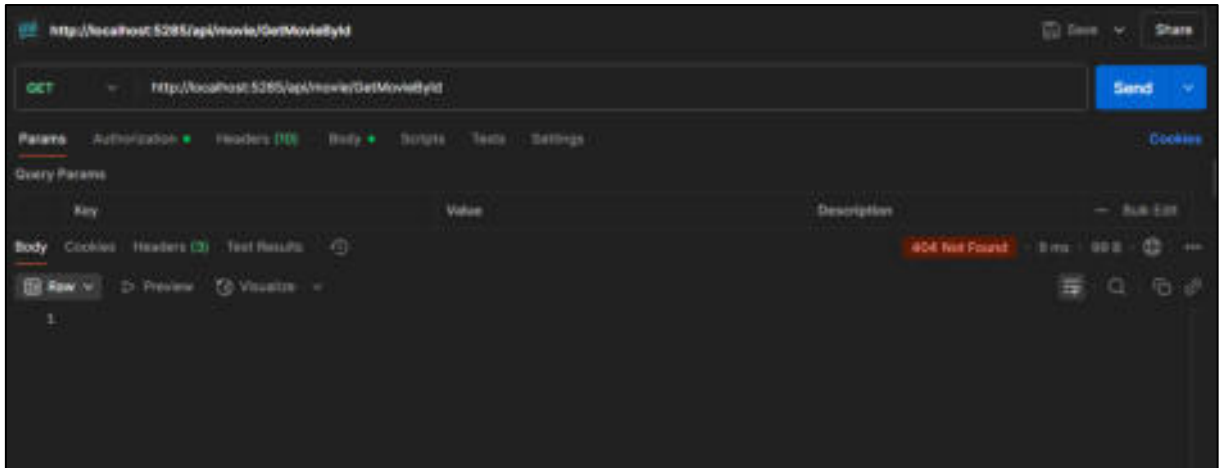 http://localhost:5285/api/movie/GetMovieById Save Share
GET http://localhost:5285/api/movie/GetMovieById Send
Params Authorization Headers (10) Body Scripts Tests Settings Cookies
Query Params
Key Value Description Bulk Edit
Body Cookies Headers (3) Test Results 404 Not Found
Raw Preview Visualize
1